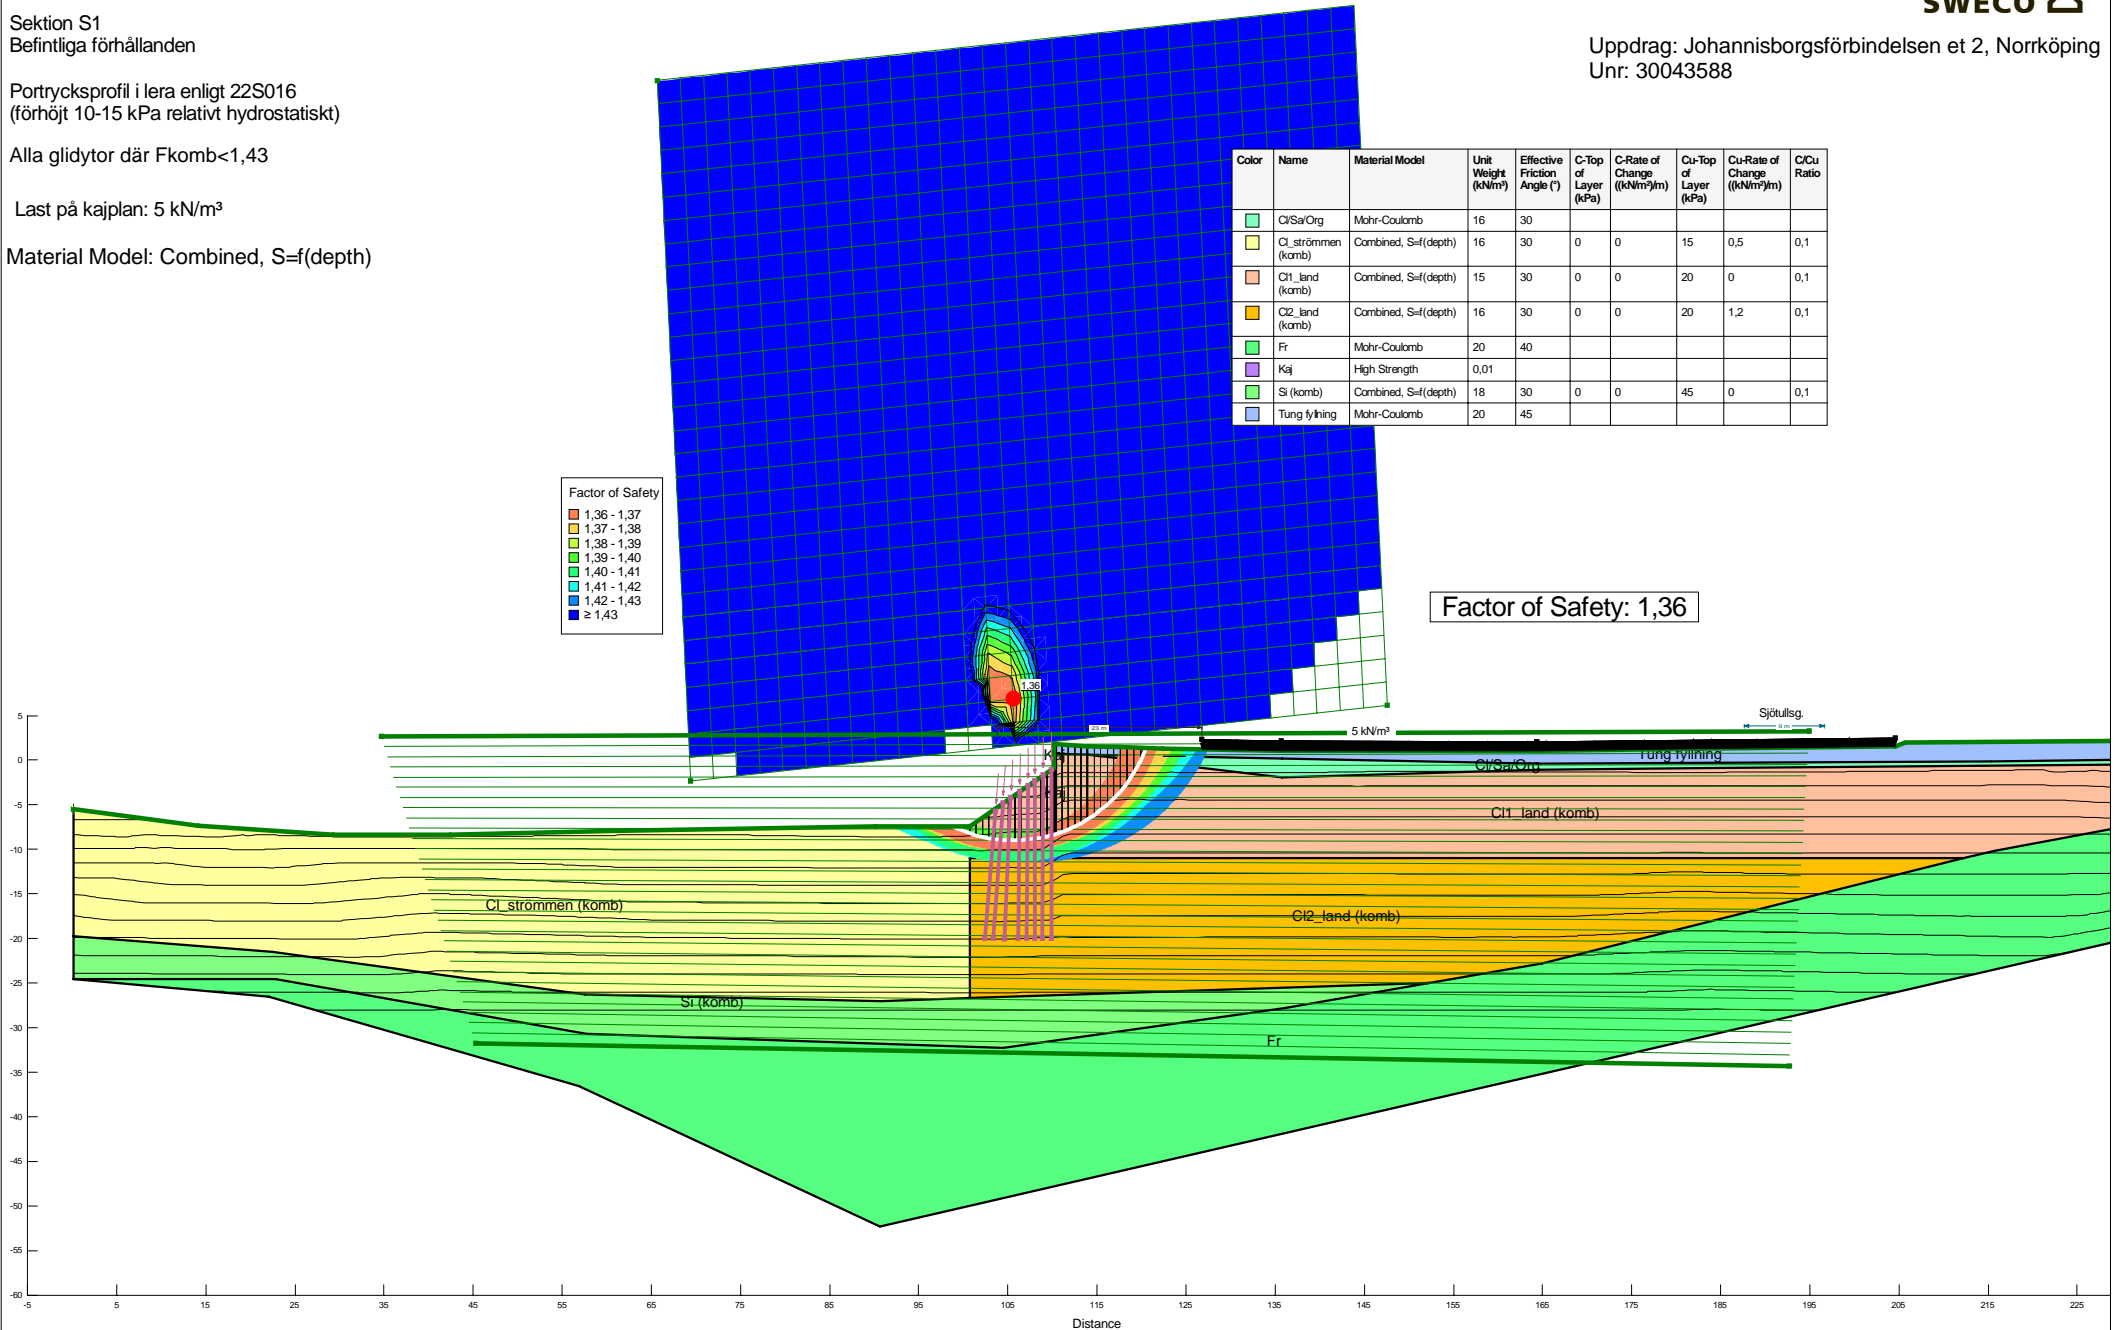 Sektion S1
Befintliga förhållanden
Portrycksprofil i lera enligt 22S016
(förhöjt 10-15 kPa relativt hydrostatiskt)
Alla glidytor där Fkomb<1,43
Last på kajplan: 5 kN/m³
Material Model: Combined, S=f(depth)
SWECO
Uppdrag: Johannisborgsförbindelsen et 2, Norrköping
Unr: 30043588
Color Name Material Model Unit Weight (kN/m³) Effective Friction Angle (°) C-Top of Layer (kPa) C-Rate of Change ((kN/m²)/m) Cu-Top of Layer (kPa) Cu-Rate of Change ((kN/m²)/m) C/Cu Ratio
Cl/Sa/Org Mohr-Coulomb 16 30
Cl_strömmen (komb) Combined, S=f(depth) 16 30 0 0 15 0,5 0,1
Cl1_land (komb) Combined, S=f(depth) 15 30 0 0 20 0 0,1
Cl2_land (komb) Combined, S=f(depth) 16 30 0 0 20 1,2 0,1
Fr Mohr-Coulomb 20 40
Kaj High Strength 0,01
Si (komb) Combined, S=f(depth) 18 30 0 0 45 0 0,1
Tung fyllning Mohr-Coulomb 20 45
Factor of Safety
1,36 - 1,37
1,37 - 1,38
1,38 - 1,39
1,39 - 1,40
1,40 - 1,41
1,41 - 1,42
1,42 - 1,43
≥ 1,43
Factor of Safety: 1,36
1,36
23 m
5 kN/m³
Sjötullsg.
9 m
Kaj
Kaj
Tung fyllning
Cl/Sa/Org
Cl1_land (komb)
Cl_strömmen (komb)
Cl2_land (komb)
Si (komb)
Fr
5
0
-5
-10
-15
-20
-25
-30
-35
-40
-45
-50
-55
-60
-5 5 15 25 35 45 55 65 75 85 95 105 115 125 135 145 155 165 175 185 195 205 215 225
Distance